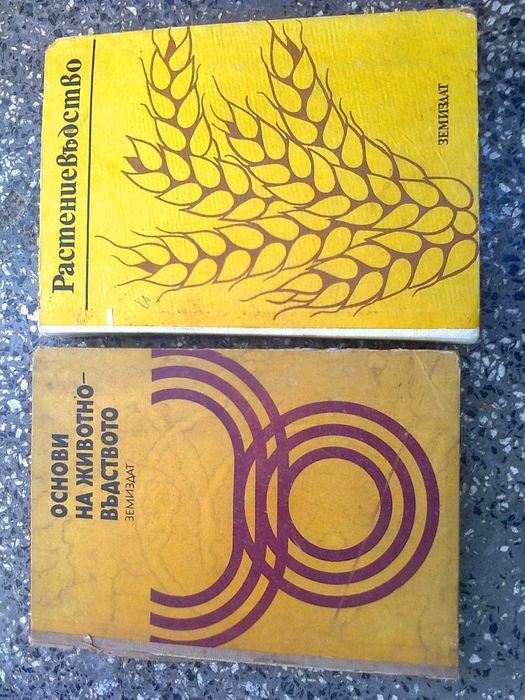 Растениевъдство
ЗЕМИЗДАТ
ОСНОВИ
НА ЖИВОТНО-
ВЪДСТВОТО
ЗЕМИЗДАТ